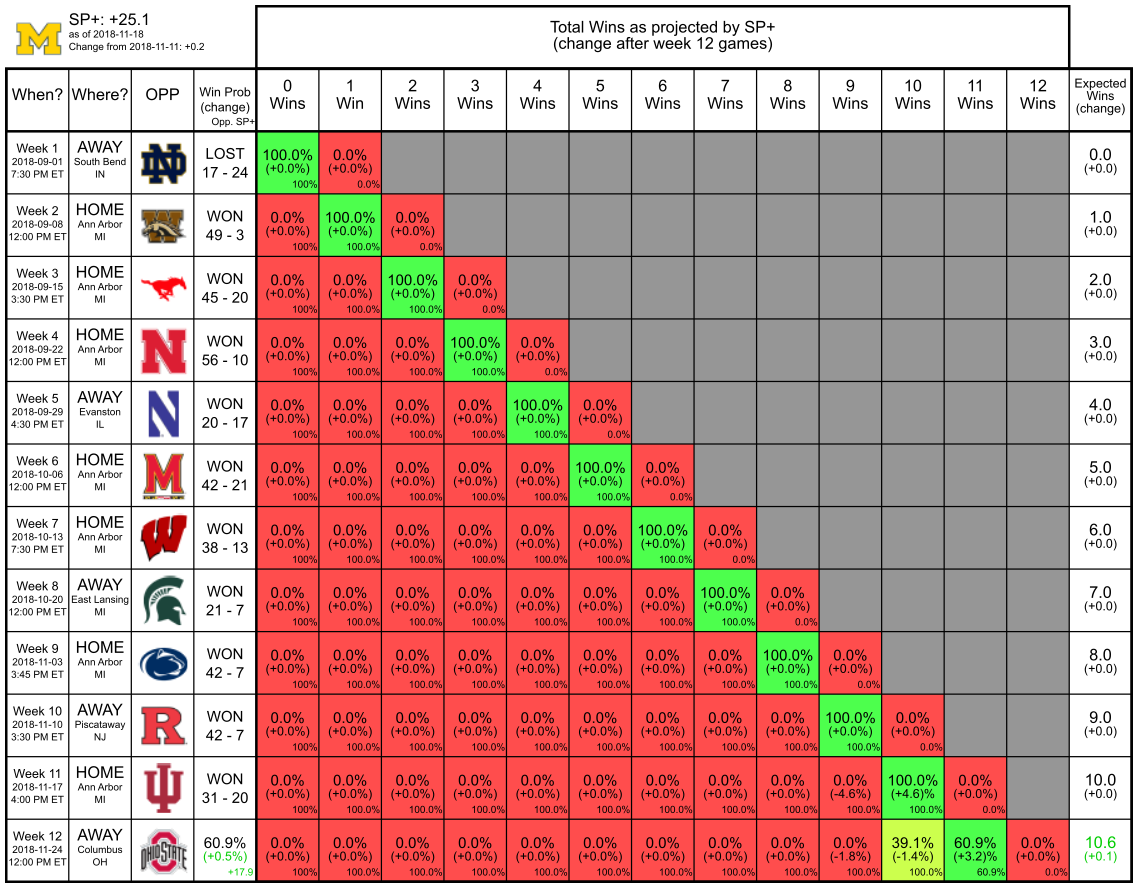 M SP+: +25.1
as of 2018-11-18
Change from 2018-11-11: +0.2
Total Wins as projected by SP+
(change after week 12 games)
When? Where? OPP Win Prob (change) Opp. SP+ 0 Wins 1 Win 2 Wins 3 Wins 4 Wins 5 Wins 6 Wins 7 Wins 8 Wins 9 Wins 10 Wins 11 Wins 12 Wins Expected Wins (change)
Week 1 AWAY ND LOST 100.0% 0.0% 0.0
2018-09-01 South Bend (+0.0%) (+0.0%) (+0.0)
7:30 PM ET IN 17 - 24 100% 0.0%
Week 2 HOME W WON 0.0% 100.0% 0.0% 1.0
2018-09-08 Ann Arbor (+0.0%) (+0.0%) (+0.0%) (+0.0)
12:00 PM ET MI 49 - 3 100% 100.0% 0.0%
Week 3 HOME WON 0.0% 0.0% 100.0% 0.0% 2.0
2018-09-15 Ann Arbor (+0.0%) (+0.0%) (+0.0%) (+0.0%) (+0.0)
3:30 PM ET MI 45 - 20 100% 100.0% 100.0% 0.0%
Week 4 HOME N WON 0.0% 0.0% 0.0% 100.0% 0.0% 3.0
2018-09-22 Ann Arbor (+0.0%) (+0.0%) (+0.0%) (+0.0%) (+0.0%) (+0.0)
12:00 PM ET MI 56 - 10 100% 100.0% 100.0% 100.0% 0.0%
Week 5 AWAY N WON 0.0% 0.0% 0.0% 0.0% 100.0% 0.0% 4.0
2018-09-29 Evanston (+0.0%) (+0.0%) (+0.0%) (+0.0%) (+0.0%) (+0.0%) (+0.0)
4:30 PM ET IL 20 - 17 100% 100.0% 100.0% 100.0% 100.0% 0.0%
Week 6 HOME M WON 0.0% 0.0% 0.0% 0.0% 0.0% 100.0% 0.0% 5.0
2018-10-06 Ann Arbor (+0.0%) (+0.0%) (+0.0%) (+0.0%) (+0.0%) (+0.0%) (+0.0%) (+0.0)
12:00 PM ET MI 42 - 21 100% 100.0% 100.0% 100.0% 100.0% 100.0% 0.0%
Week 7 HOME W WON 0.0% 0.0% 0.0% 0.0% 0.0% 0.0% 100.0% 0.0% 6.0
2018-10-13 Ann Arbor (+0.0%) (+0.0%) (+0.0%) (+0.0%) (+0.0%) (+0.0%) (+0.0%) (+0.0%) (+0.0)
7:30 PM ET MI 38 - 13 100% 100.0% 100.0% 100.0% 100.0% 100.0% 100.0% 0.0%
Week 8 AWAY WON 0.0% 0.0% 0.0% 0.0% 0.0% 0.0% 0.0% 100.0% 0.0% 7.0
2018-10-20 East Lansing (+0.0%) (+0.0%) (+0.0%) (+0.0%) (+0.0%) (+0.0%) (+0.0%) (+0.0%) (+0.0%) (+0.0)
12:00 PM ET MI 21 - 7 100% 100.0% 100.0% 100.0% 100.0% 100.0% 100.0% 100.0% 0.0%
Week 9 HOME WON 0.0% 0.0% 0.0% 0.0% 0.0% 0.0% 0.0% 0.0% 100.0% 0.0% 8.0
2018-11-03 Ann Arbor (+0.0%) (+0.0%) (+0.0%) (+0.0%) (+0.0%) (+0.0%) (+0.0%) (+0.0%) (+0.0%) (+0.0%) (+0.0)
3:45 PM ET MI 42 - 7 100% 100.0% 100.0% 100.0% 100.0% 100.0% 100.0% 100.0% 100.0% 0.0%
Week 10 AWAY R WON 0.0% 0.0% 0.0% 0.0% 0.0% 0.0% 0.0% 0.0% 0.0% 100.0% 0.0% 9.0
2018-11-10 Piscataway (+0.0%) (+0.0%) (+0.0%) (+0.0%) (+0.0%) (+0.0%) (+0.0%) (+0.0%) (+0.0%) (+0.0%) (+0.0%) (+0.0)
3:30 PM ET NJ 42 - 7 100% 100.0% 100.0% 100.0% 100.0% 100.0% 100.0% 100.0% 100.0% 100.0% 0.0%
Week 11 HOME IU WON 0.0% 0.0% 0.0% 0.0% 0.0% 0.0% 0.0% 0.0% 0.0% 0.0% 100.0% 0.0% 10.0
2018-11-17 Ann Arbor (+0.0%) (+0.0%) (+0.0%) (+0.0%) (+0.0%) (+0.0%) (+0.0%) (+0.0%) (+0.0%) (-4.6%) (+4.6)% (+0.0%) (+0.0)
4:00 PM ET MI 31 - 20 100% 100.0% 100.0% 100.0% 100.0% 100.0% 100.0% 100.0% 100.0% 100.0% 100.0% 0.0%
Week 12 AWAY OHIO STATE 60.9% 0.0% 0.0% 0.0% 0.0% 0.0% 0.0% 0.0% 0.0% 0.0% 0.0% 39.1% 60.9% 0.0% 10.6
2018-11-24 Columbus (+0.5%) (+0.0%) (+0.0%) (+0.0%) (+0.0%) (+0.0%) (+0.0%) (+0.0%) (+0.0%) (+0.0%) (-1.8%) (-1.4%) (+3.2)% (+0.0%) (+0.1)
12:00 PM ET OH +17.9 100% 100.0% 100.0% 100.0% 100.0% 100.0% 100.0% 100.0% 100.0% 100.0% 100.0% 60.9% 0.0%